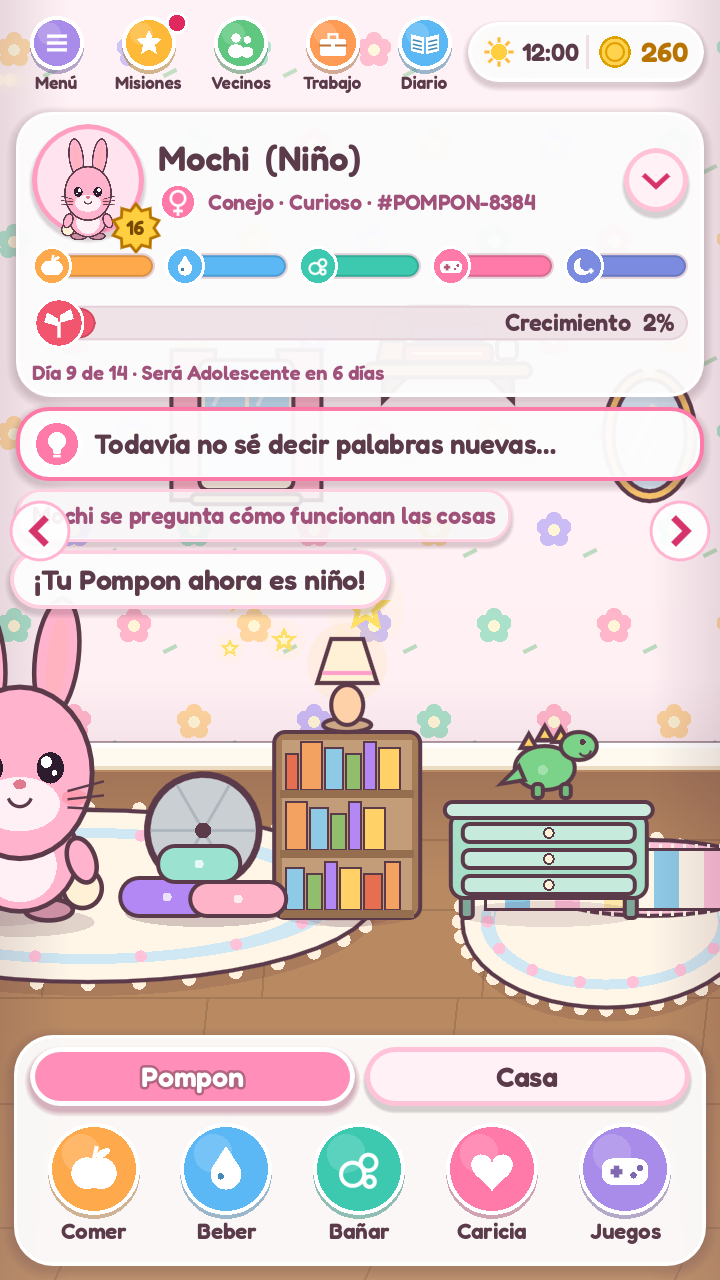 Menú
Misiones
Vecinos
Trabajo
Diario
12:00
260
Mochi (Niño)
Conejo · Curioso · #POMPON-8384
16
Crecimiento 2%
Día 9 de 14 · Será Adolescente en 6 días
Todavía no sé decir palabras nuevas...
se pregunta cómo funcionan las cosas
¡Tu Pompon ahora es niño!
Pompon
Casa
Comer
Beber
Bañar
Caricia
Juegos